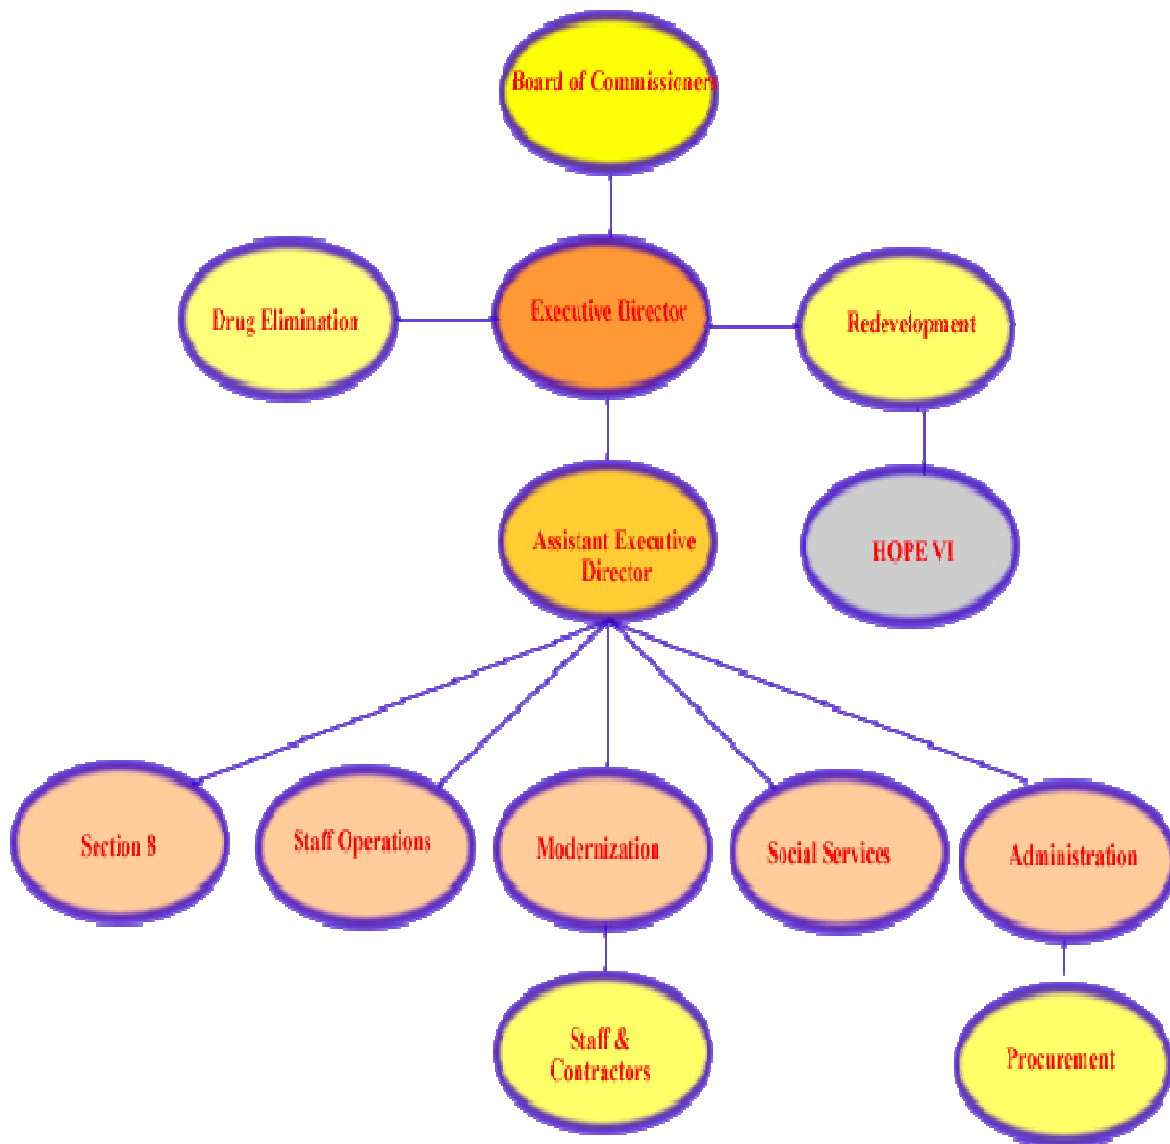 Board of Commissioners
Drug Elimination
Executive Director
Redevelopment
Assistant Executive
Director
HOPE VI
Section 8
Staff Operations
Modernization
Social Services
Administration
Staff &
Contractors
Procurement